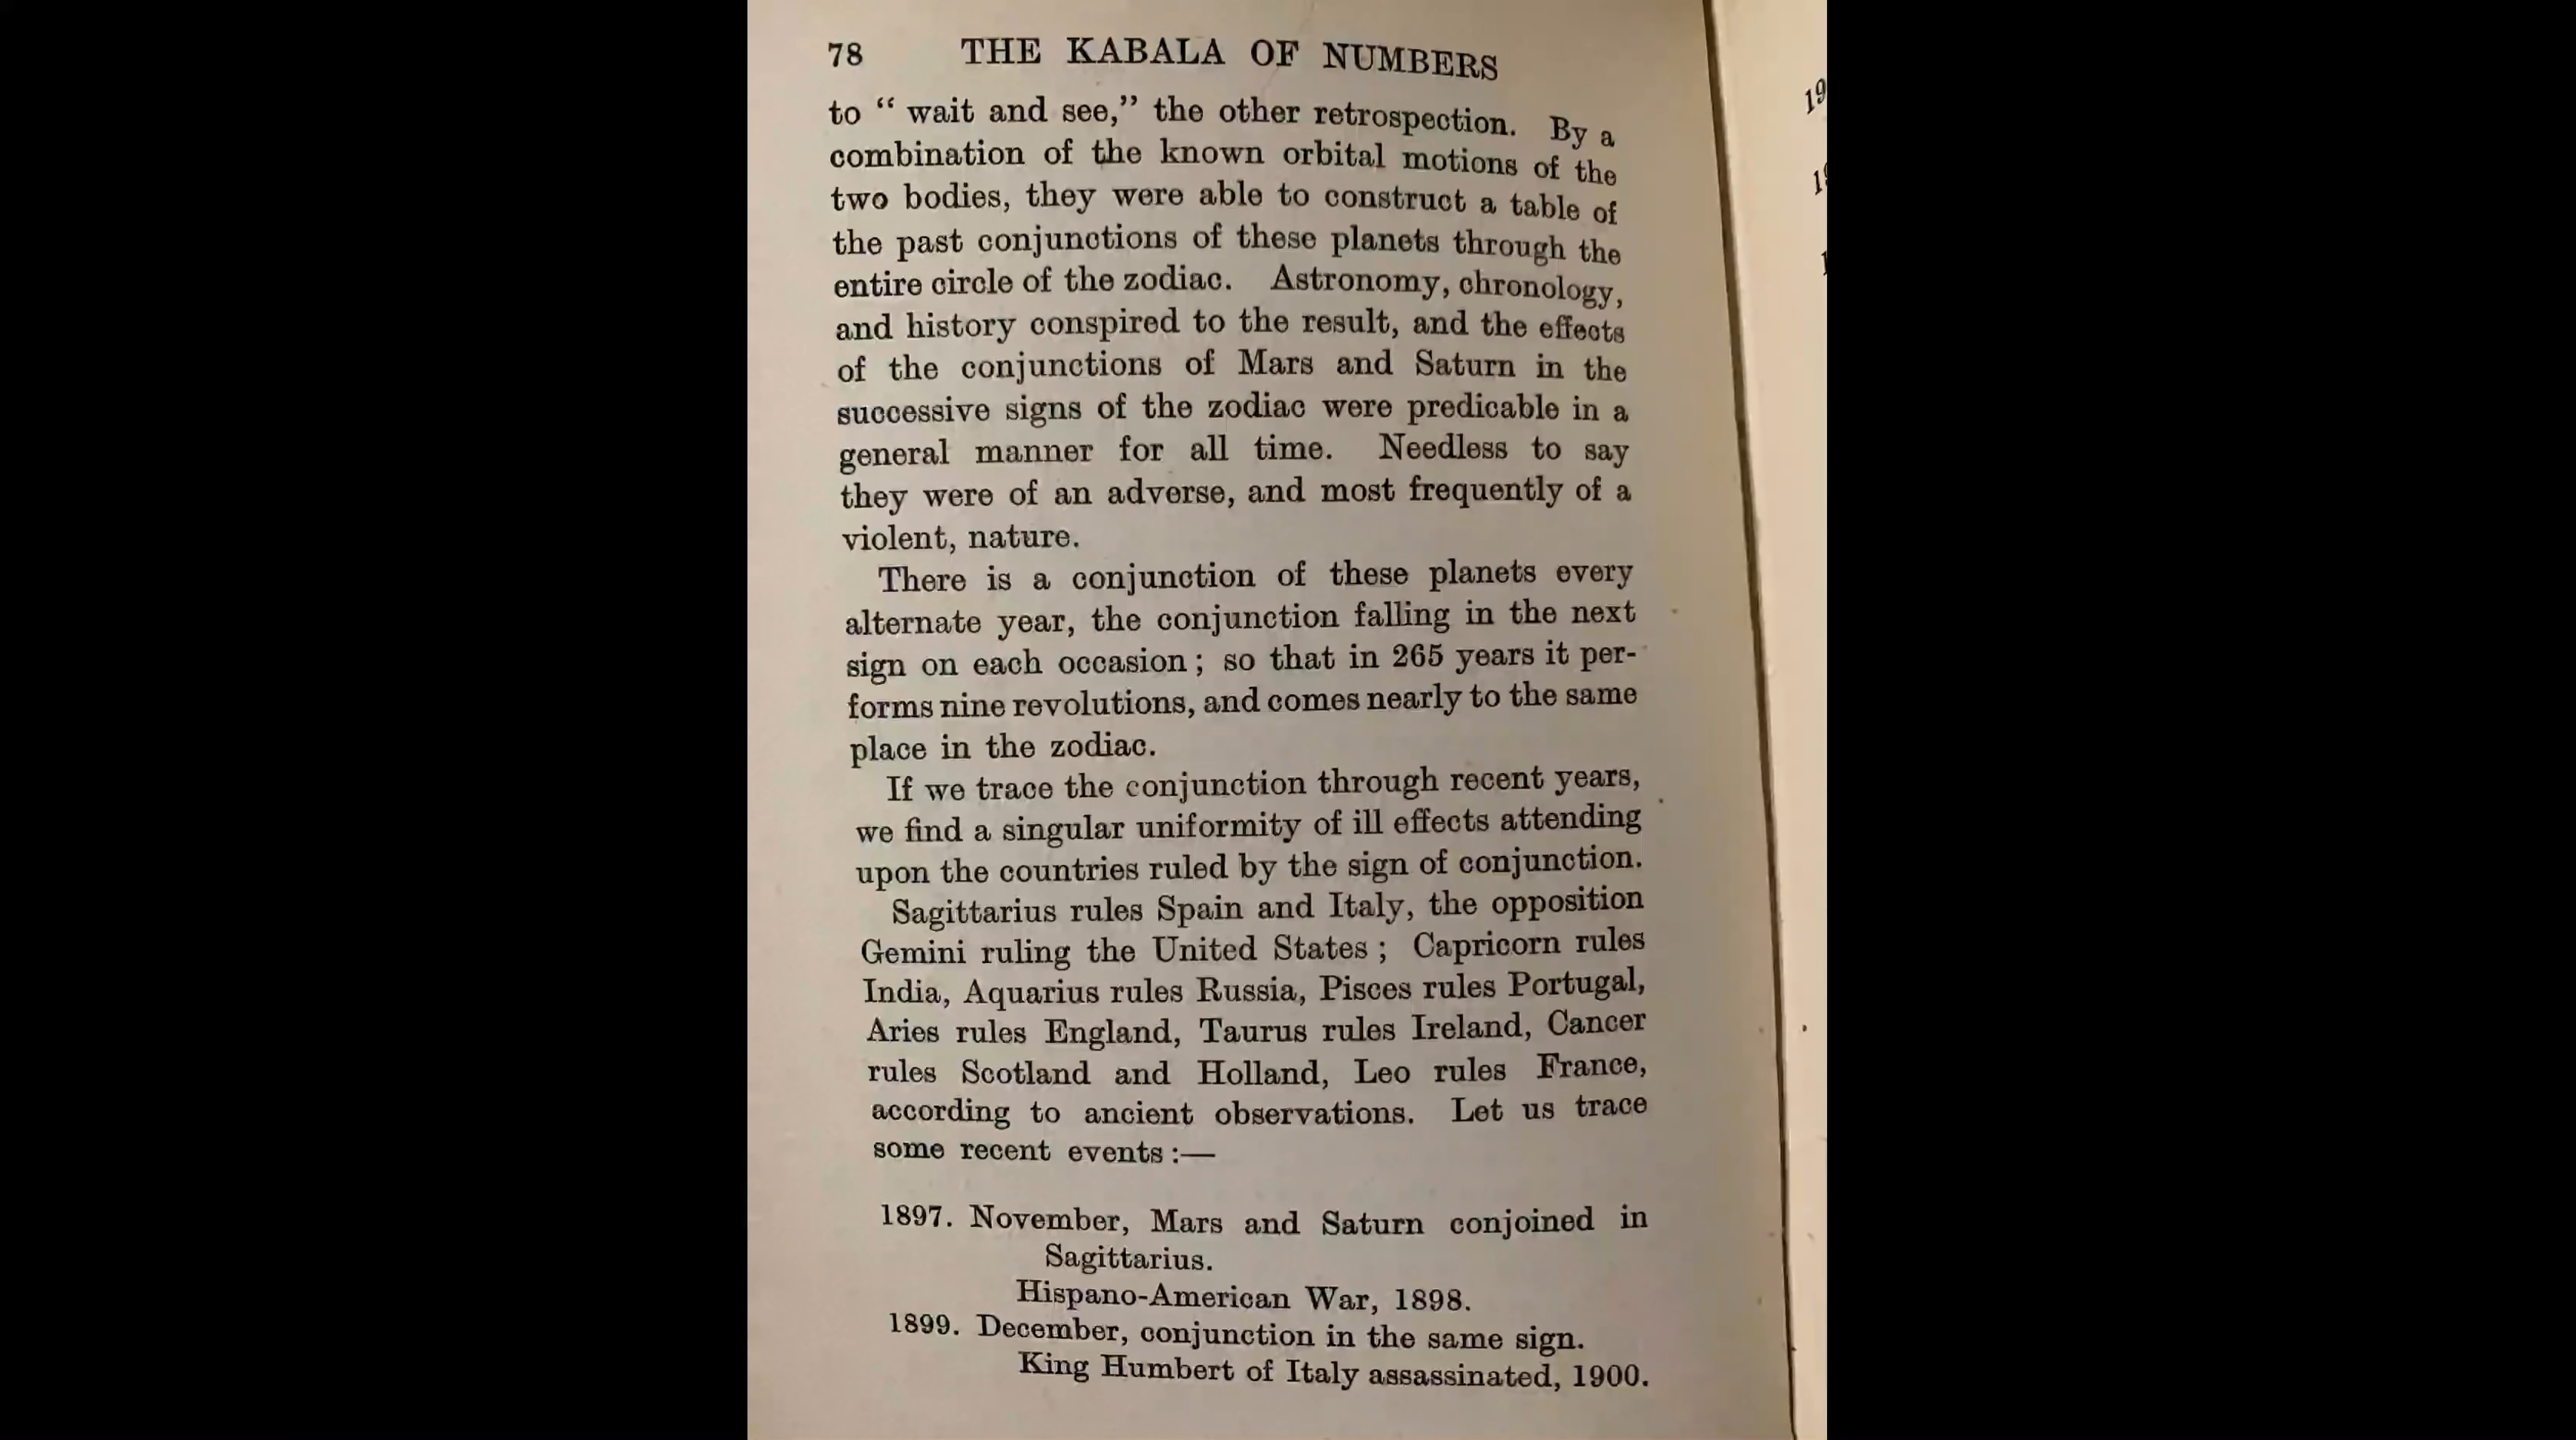 78 THE KABALA OF NUMBERS
to “ wait and see,” the other retrospection. By a
combination of the known orbital motions of the
two bodies, they were able to construct a table of
the past conjunctions of these planets through the
entire circle of the zodiac. Astronomy, chronology,
and history conspired to the result, and the effects
of the conjunctions of Mars and Saturn in the
successive signs of the zodiac were predicable in a
general manner for all time. Needless to say
they were of an adverse, and most frequently of a
violent, nature.
There is a conjunction of these planets every
alternate year, the conjunction falling in the next
sign on each occasion ; so that in 265 years it per-
forms nine revolutions, and comes nearly to the same
place in the zodiac.
If we trace the conjunction through recent years,
we find a singular uniformity of ill effects attending
upon the countries ruled by the sign of conjunction.
Sagittarius rules Spain and Italy, the opposition
Gemini ruling the United States ; Capricorn rules
India, Aquarius rules Russia, Pisces rules Portugal,
Aries rules England, Taurus rules Ireland, Cancer
rules Scotland and Holland, Leo rules France,
according to ancient observations. Let us trace
some recent events :—
1897. November, Mars and Saturn conjoined in
Sagittarius.
Hispano-American War, 1898.
1899. December, conjunction in the same sign.
King Humbert of Italy assassinated, 1900.